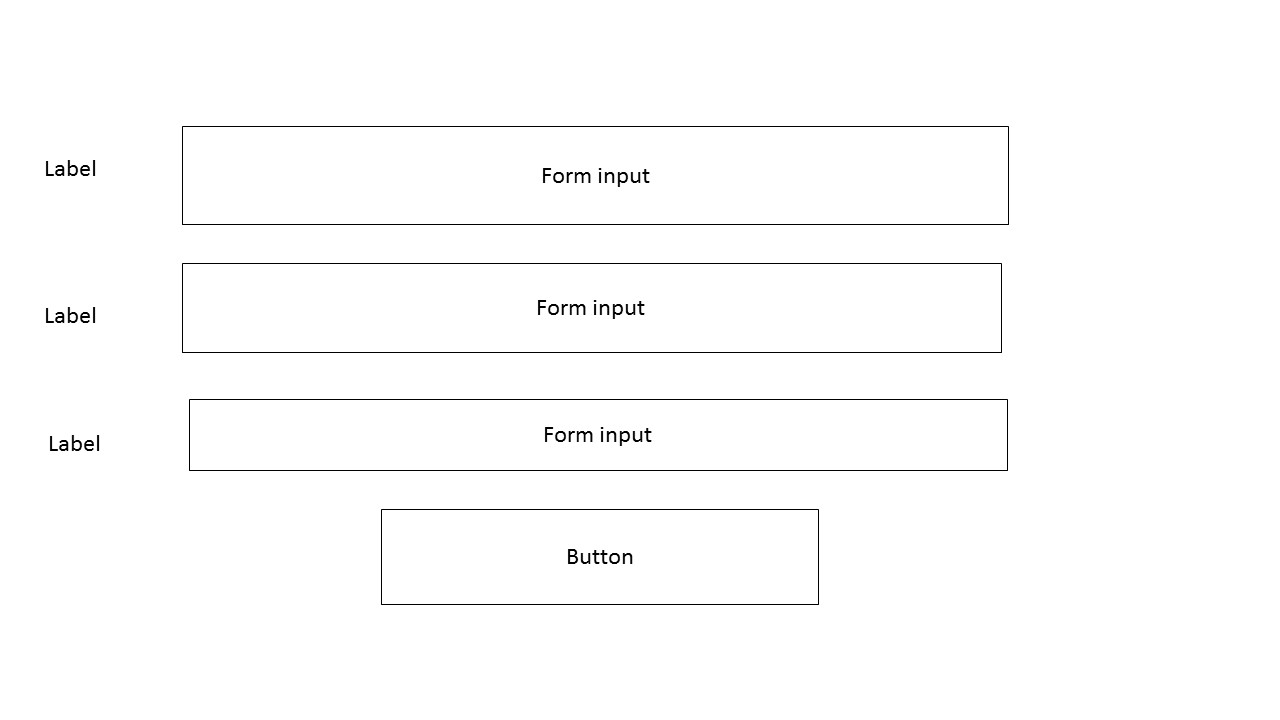 Label
Form input
Label
Form input
Label
Form input
Button